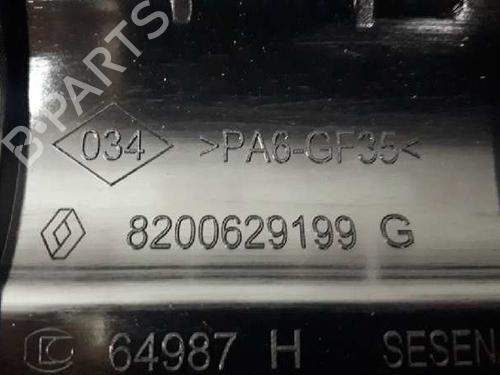 B-PARTS
034 >PA6-GF35<
8200629199 G
64987 H SESEN